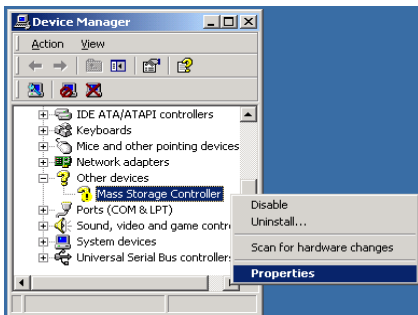 Device Manager
Action View
IDE ATA/ATAPI controllers
Keyboards
Mice and other pointing devices
Network adapters
Other devices
Mass Storage Controller
Ports (COM & LPT)
Sound, video and game contr
System devices
Universal Serial Bus controller
Disable
Uninstall...
Scan for hardware changes
Properties